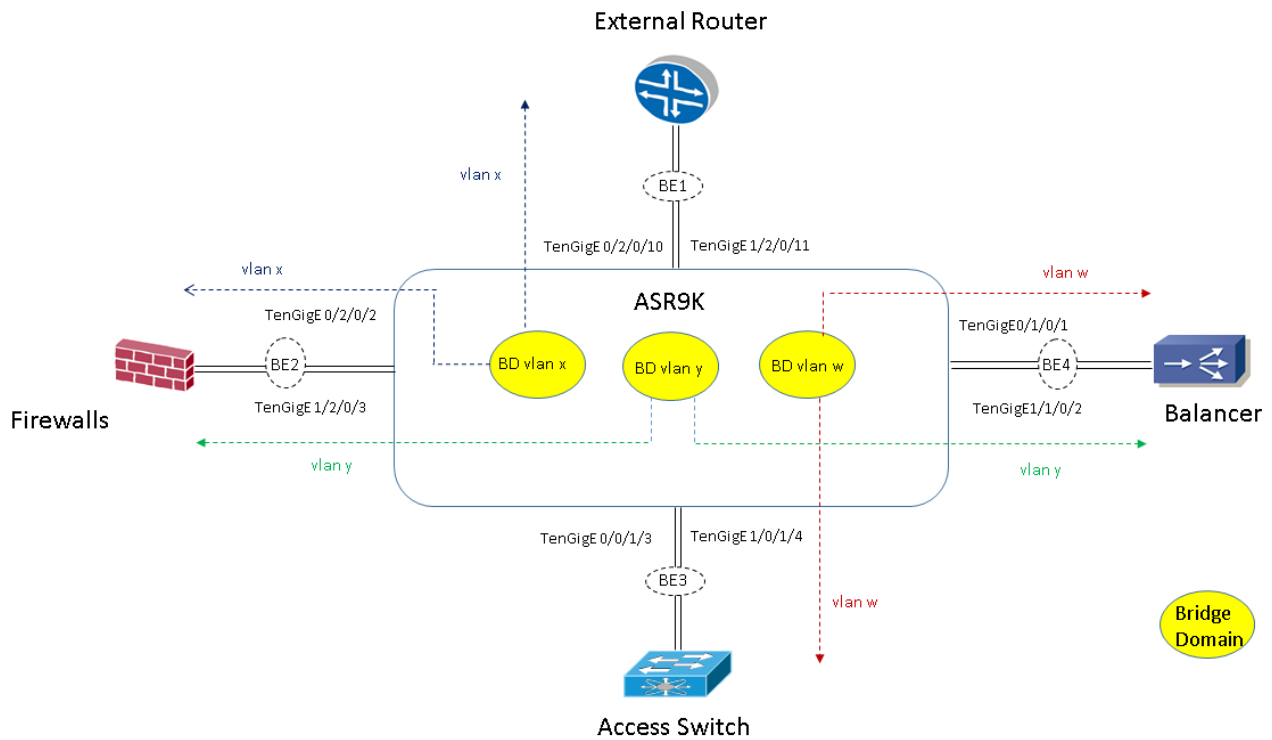 External Router
vlan x
BE1
TenGigE 0/2/0/10
TenGigE 1/2/0/11
vlan x
vlan w
ASR9K
TenGigE 0/2/0/2
TenGigE0/1/0/1
BE2
BD vlan x
BD vlan y
BD vlan w
BE4
TenGigE 1/2/0/3
TenGigE1/1/0/2
Firewalls
Balancer
vlan y
vlan y
TenGigE 0/0/1/3
TenGigE 1/0/1/4
BE3
vlan w
Bridge
Domain
Access Switch